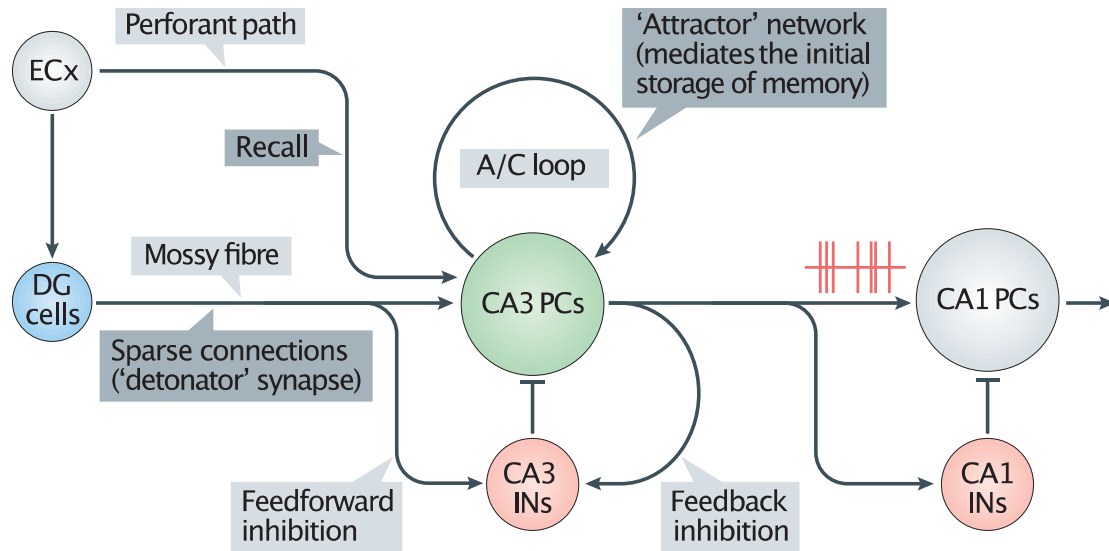 Perforant path
ECx
Recall
‘Attractor’ network
(mediates the initial
storage of memory)
A/C loop
Mossy fibre
DG
cells
Sparse connections
(‘detonator’ synapse)
CA3 PCs
CA1 PCs
Feedforward
inhibition
CA3
INs
Feedback
inhibition
CA1
INs